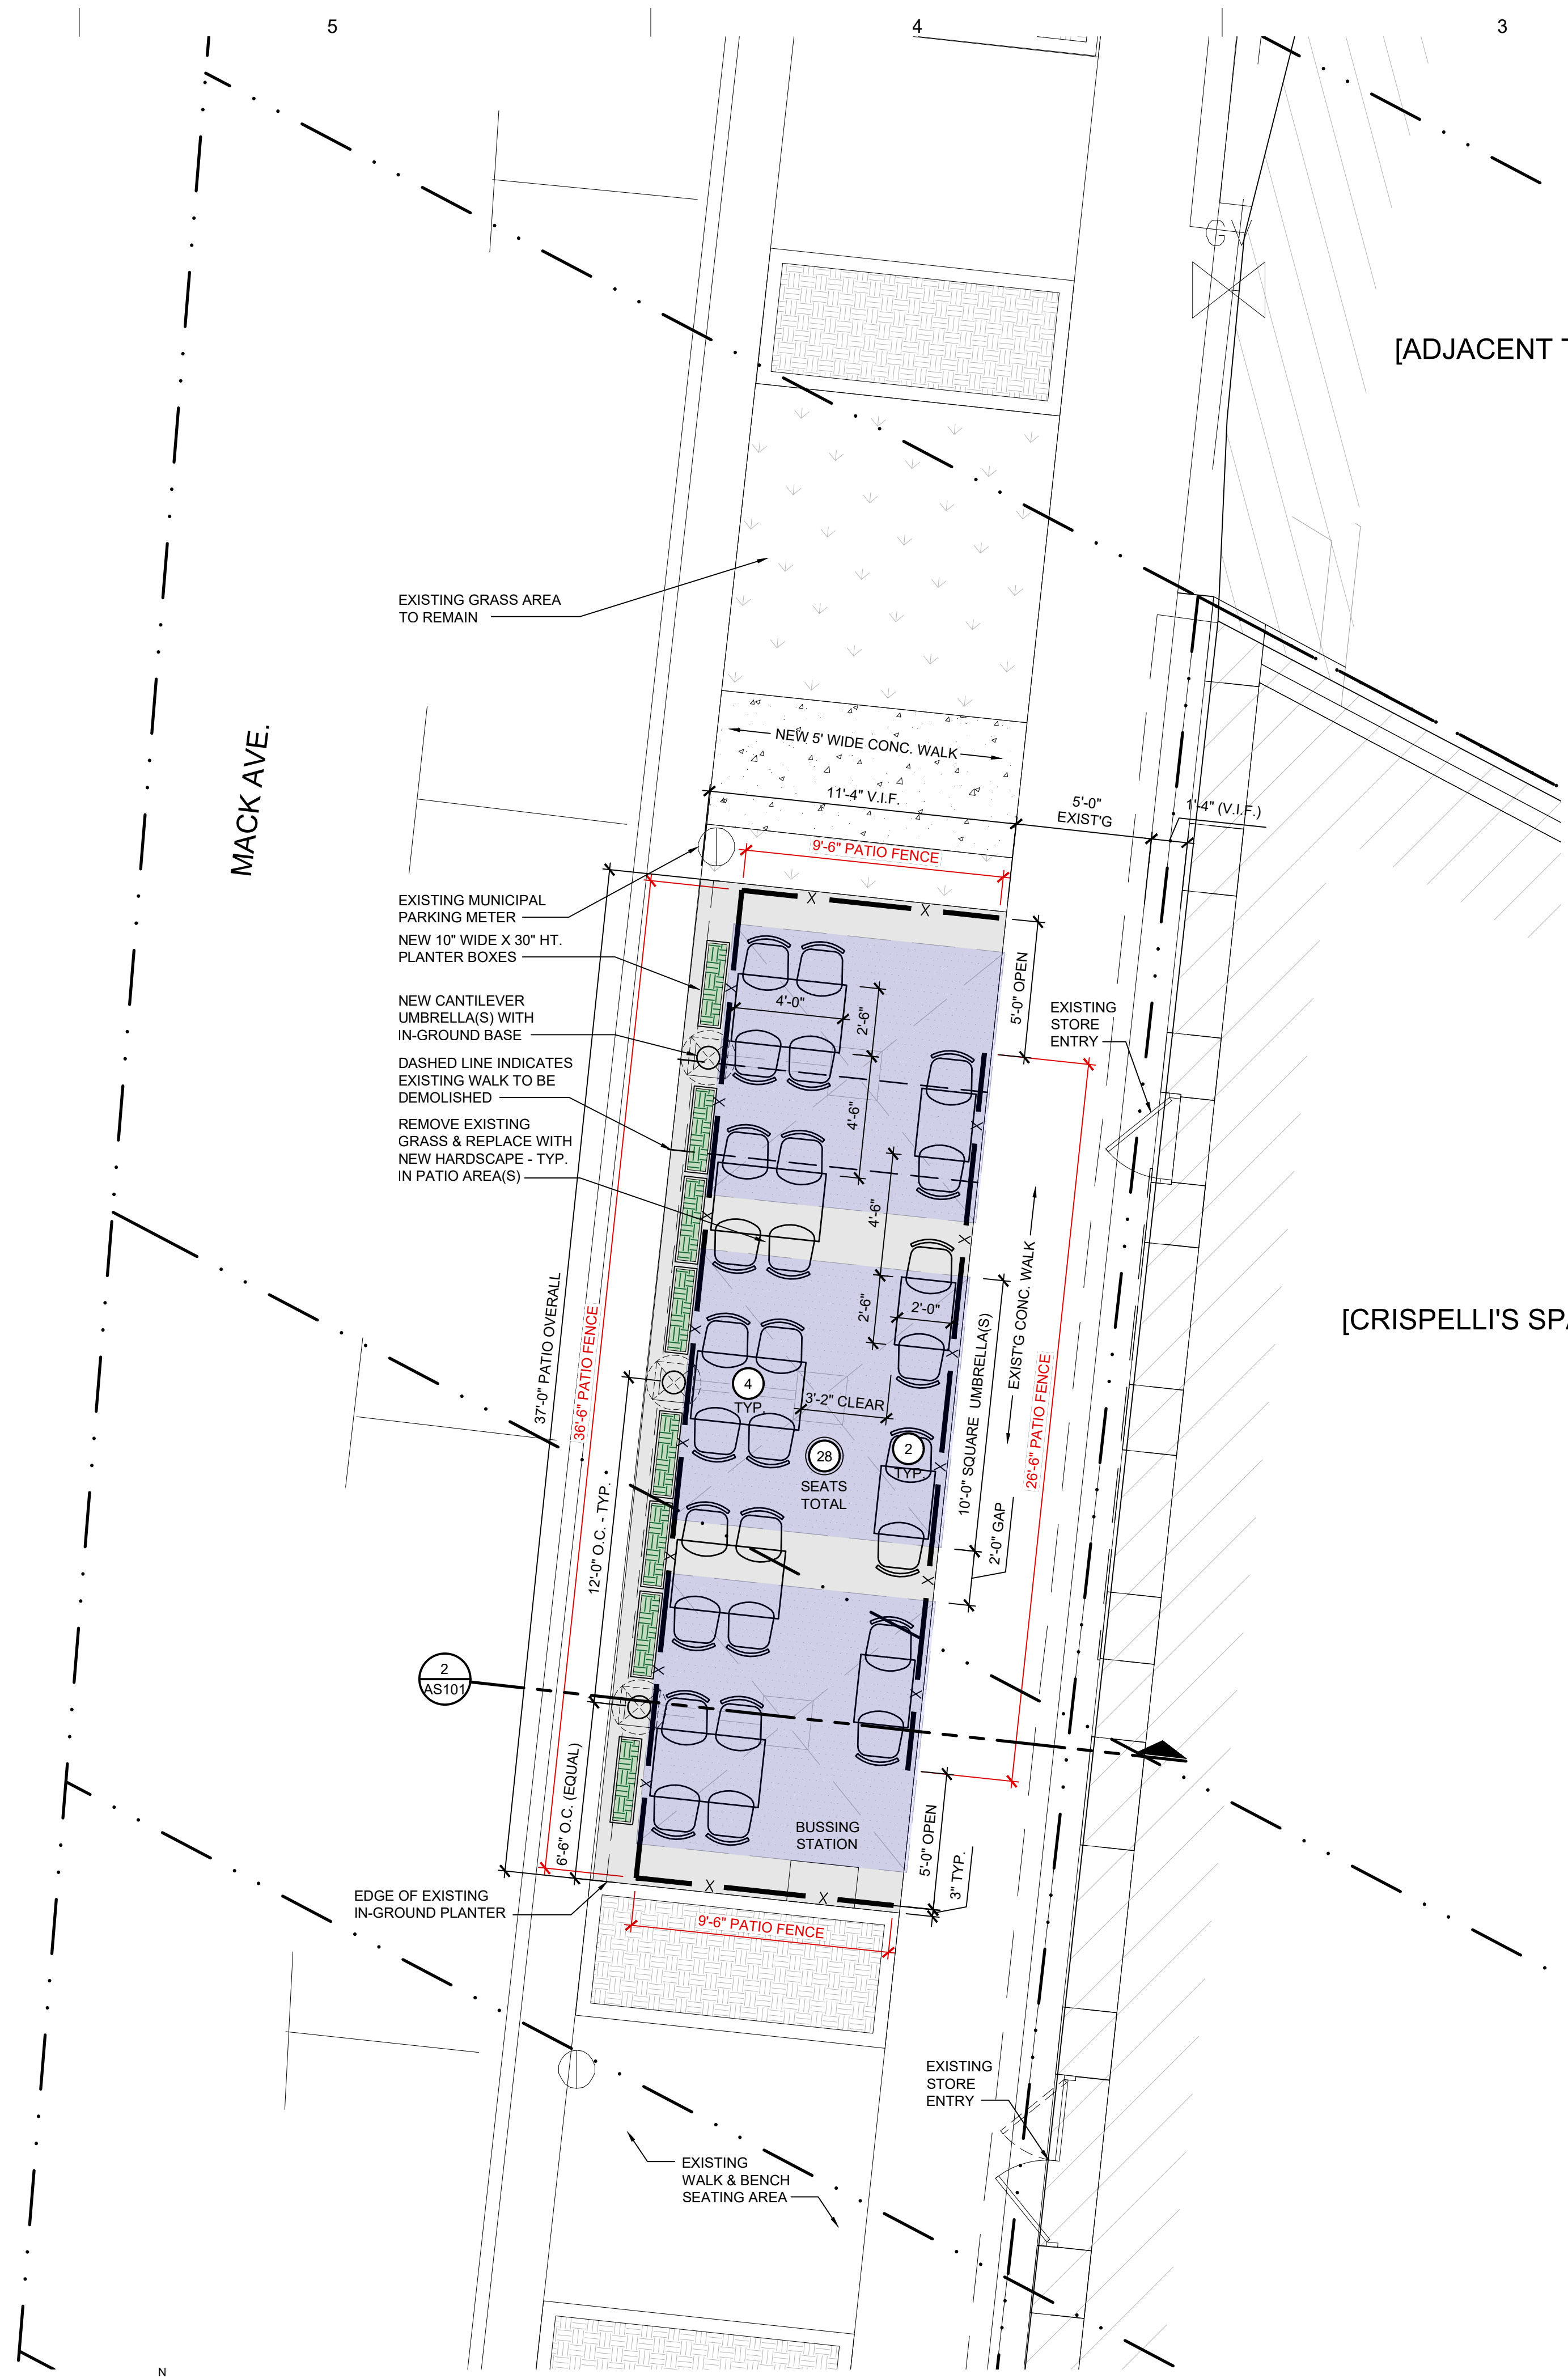 5
4
3
GV
[ADJACENT T
EXISTING GRASS AREA
TO REMAIN
MACK AVE.
NEW 5' WIDE CONC. WALK
11'-4" V.I.F.
5'-0"
EXIST'G
1'-4" (V.I.F.)
9'-6" PATIO FENCE
EXISTING MUNICIPAL
PARKING METER
NEW 10" WIDE X 30" HT.
PLANTER BOXES
NEW CANTILEVER
UMBRELLA(S) WITH
IN-GROUND BASE
DASHED LINE INDICATES
EXISTING WALK TO BE
DEMOLISHED
REMOVE EXISTING
GRASS & REPLACE WITH
NEW HARDSCAPE - TYP.
IN PATIO AREA(S)
4'-0"
2'-6"
4'-6"
5'-0" OPEN
EXISTING
STORE
ENTRY
4'-6"
2'-6"
2'-0"
EXIST'G CONC. WALK
[CRISPELLI'S SPA
37'-0" PATIO OVERALL
36'-6" PATIO FENCE
4
TYP.
3'-2" CLEAR
28
SEATS
TOTAL
2
TYP.
10'-0" SQUARE UMBRELLA(S)
26'-6" PATIO FENCE
2'-0" GAP
12'-0" O.C. - TYP.
2
AS101
6'-6" O.C. (EQUAL)
BUSSING
STATION
5'-0" OPEN
3" TYP.
EDGE OF EXISTING
IN-GROUND PLANTER
9'-6" PATIO FENCE
EXISTING
STORE
ENTRY
EXISTING
WALK & BENCH
SEATING AREA
N